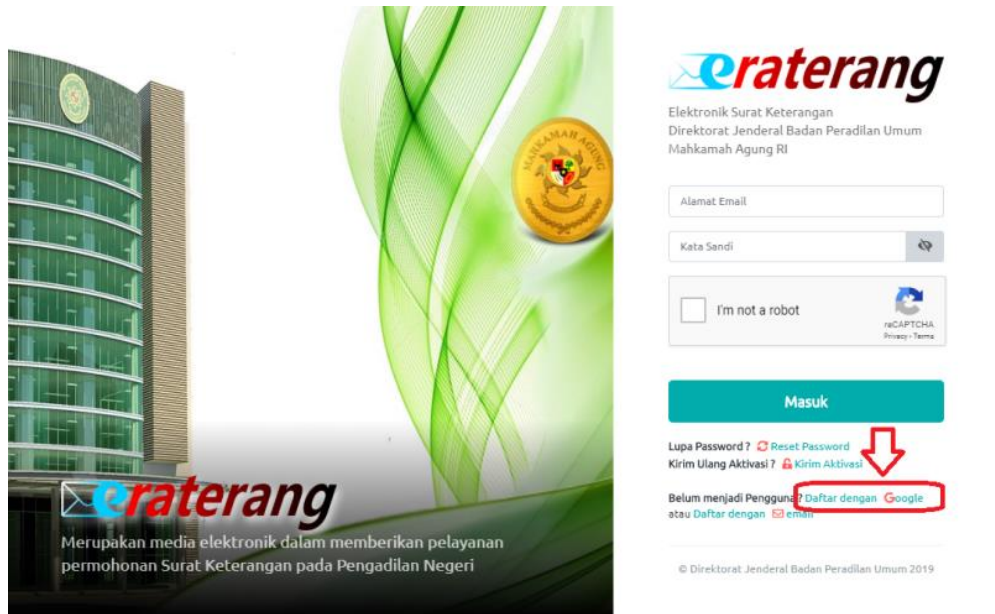 eraterang
Merupakan media elektronik dalam memberikan pelayanan
permohonan Surat Keterangan pada Pengadilan Negeri
MAHKAMAH AGUNG
eraterang
Elektronik Surat Keterangan
Direktorat Jenderal Badan Peradilan Umum
Mahkamah Agung RI
Alamat Email
Kata Sandi
I'm not a robot
reCAPTCHA
Privacy - Terms
Masuk
Lupa Password ? Reset Password
Kirim Ulang Aktivasi ? Kirim Aktivasi
Belum menjadi Pengguna? Daftar dengan Google
atau Daftar dengan email
© Direktorat Jenderal Badan Peradilan Umum 2019